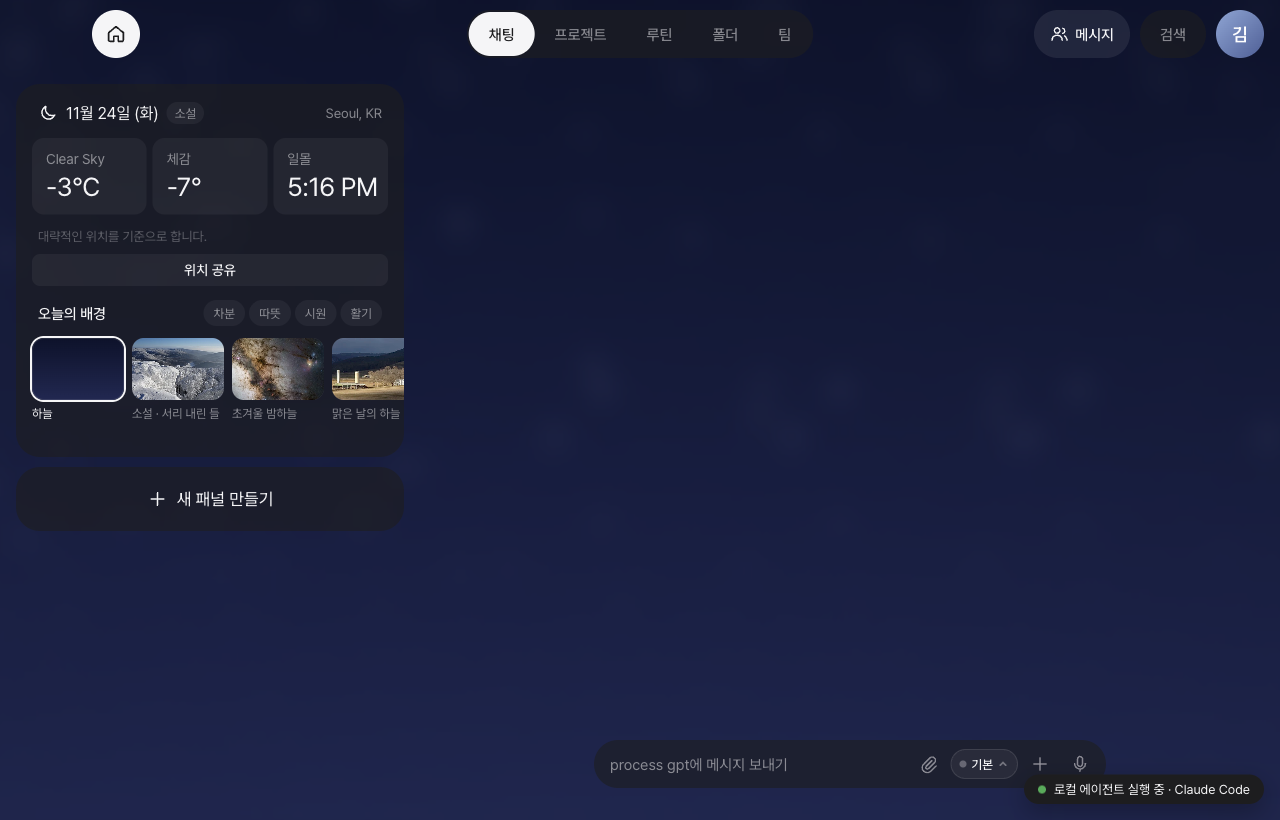 채팅 프로젝트 루틴 폴더 팀
메시지 검색 김
11월 24일 (화) 소설 Seoul, KR
Clear Sky 체감 일몰
-3°C -7° 5:16 PM
대략적인 위치를 기준으로 합니다.
위치 공유
오늘의 배경 차분 따뜻 시원 활기
하늘 소설 · 서리 내린 들 초겨울 밤하늘 맑은 날의 하늘
새 패널 만들기
process gpt에 메시지 보내기 기본
로컬 에이전트 실행 중 · Claude Code